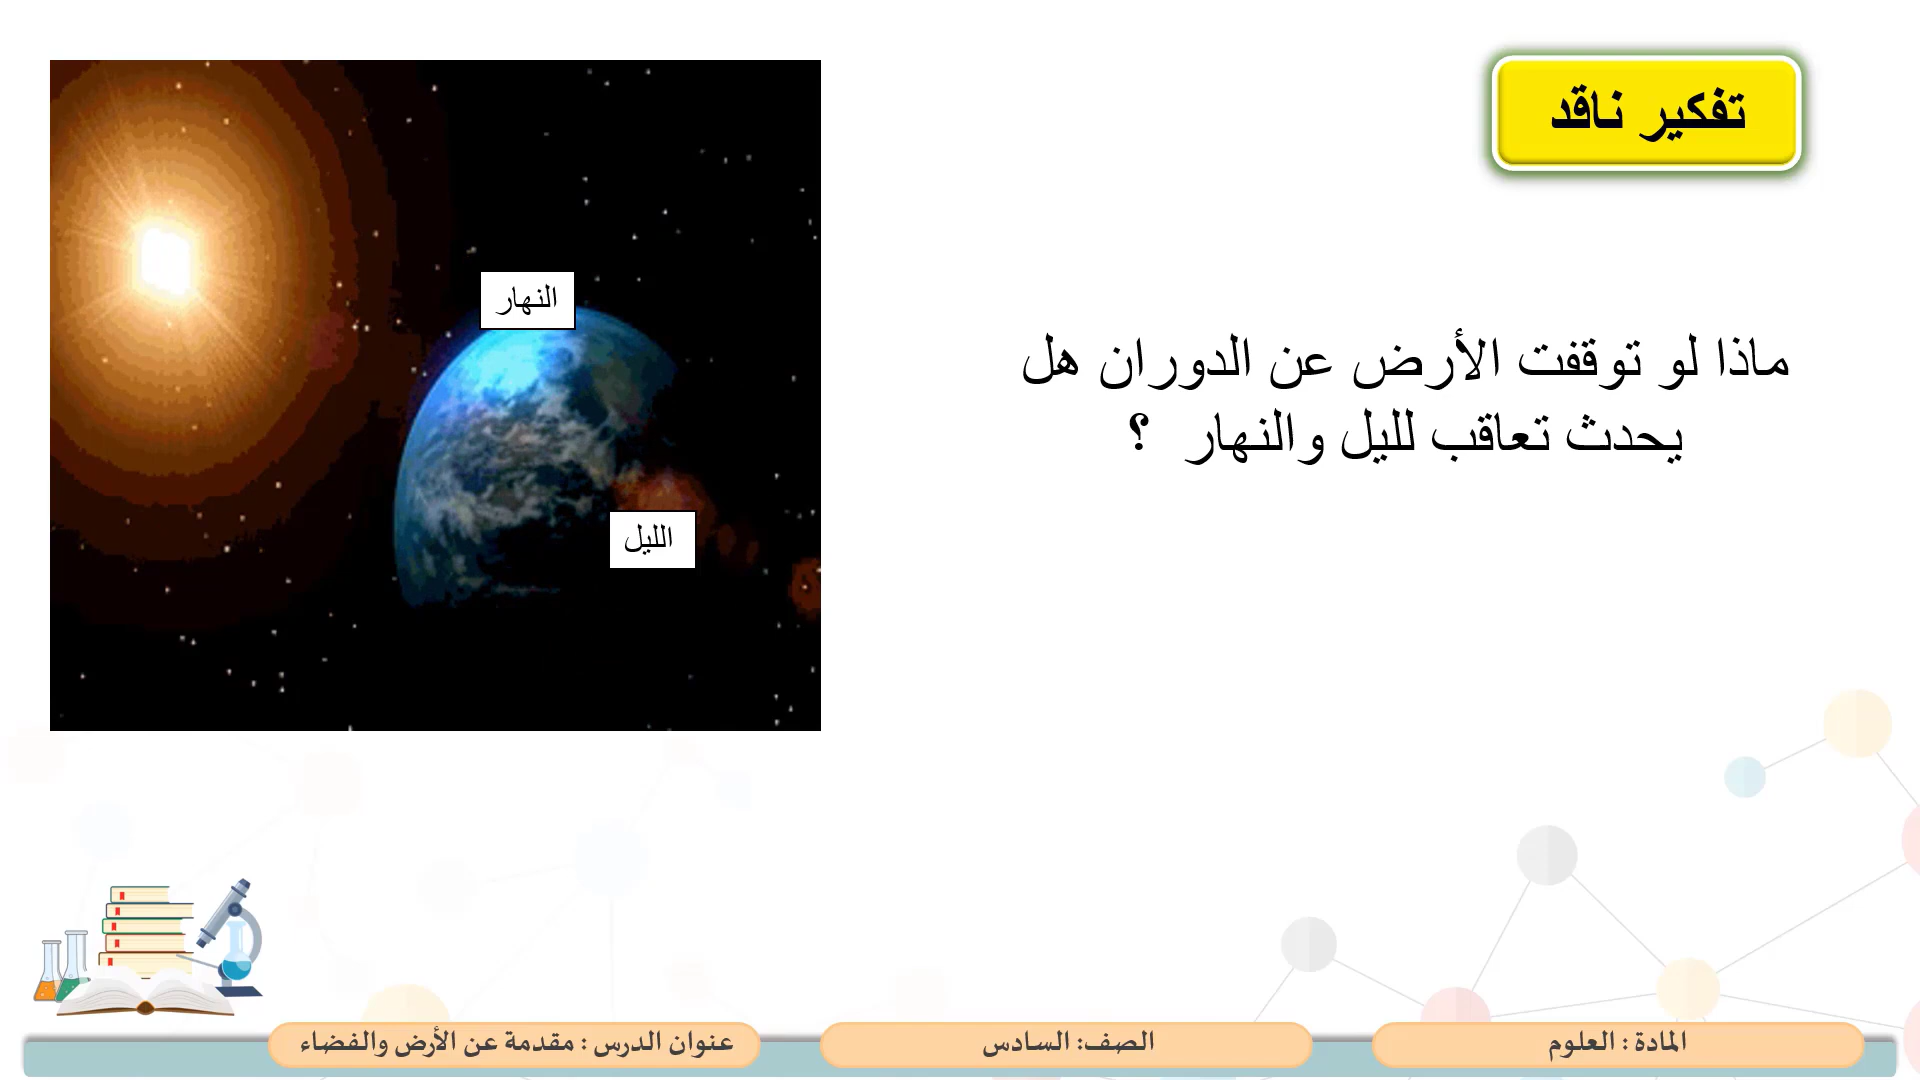 تفكير ناقد
ماذا لو توقفت الأرض عن الدوران هل
يحدث تعاقب لليل والنهار ؟
النهار
الليل
المادة : العلوم
الصف: السادس
عنوان الدرس : مقدمة عن الأرض والفضاء